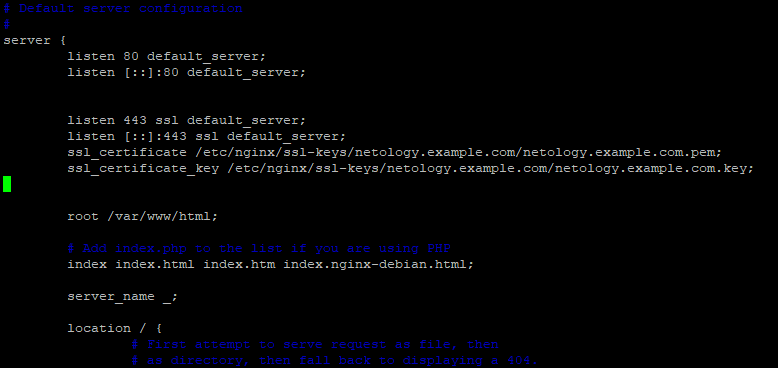 # Default server configuration
#
server {
listen 80 default_server;
listen [::]:80 default_server;
listen 443 ssl default_server;
listen [::]:443 ssl default_server;
ssl_certificate /etc/nginx/ssl-keys/netology.example.com/netology.example.com.pem;
ssl_certificate_key /etc/nginx/ssl-keys/netology.example.com/netology.example.com.key;
root /var/www/html;
# Add index.php to the list if you are using PHP
index index.html index.htm index.nginx-debian.html;
server_name _;
location / {
# First attempt to serve request as file, then
# as directory, then fall back to displaying a 404.